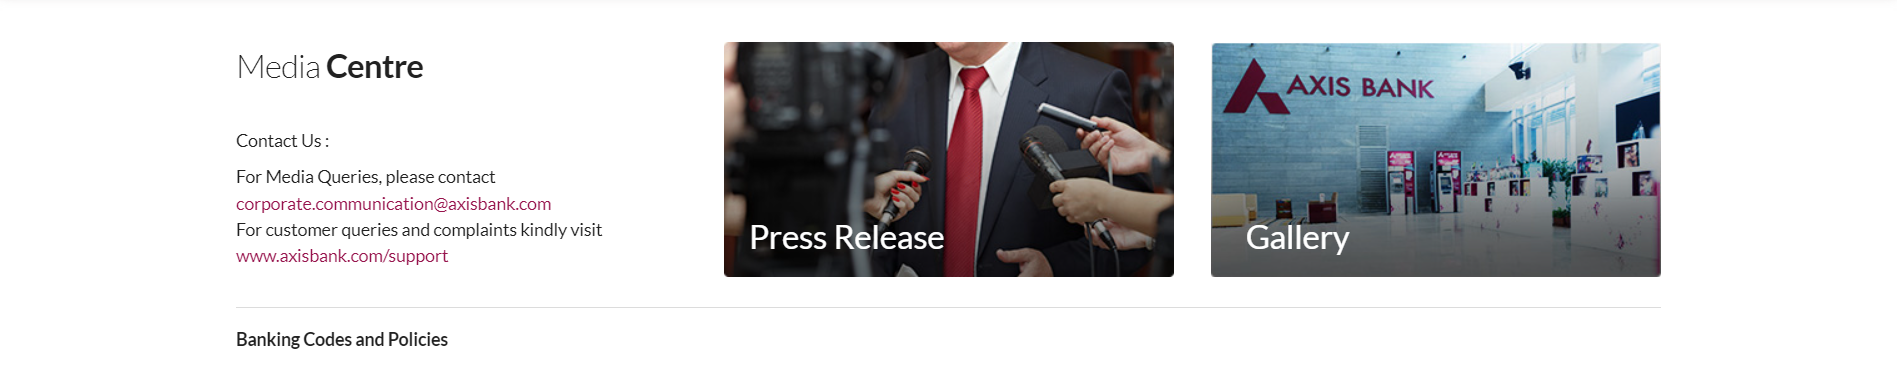 Media Centre
Contact Us :
For Media Queries, please contact
corporate.communication@axisbank.com
For customer queries and complaints kindly visit
www.axisbank.com/support
Press Release
AXIS BANK
Gallery
Banking Codes and Policies